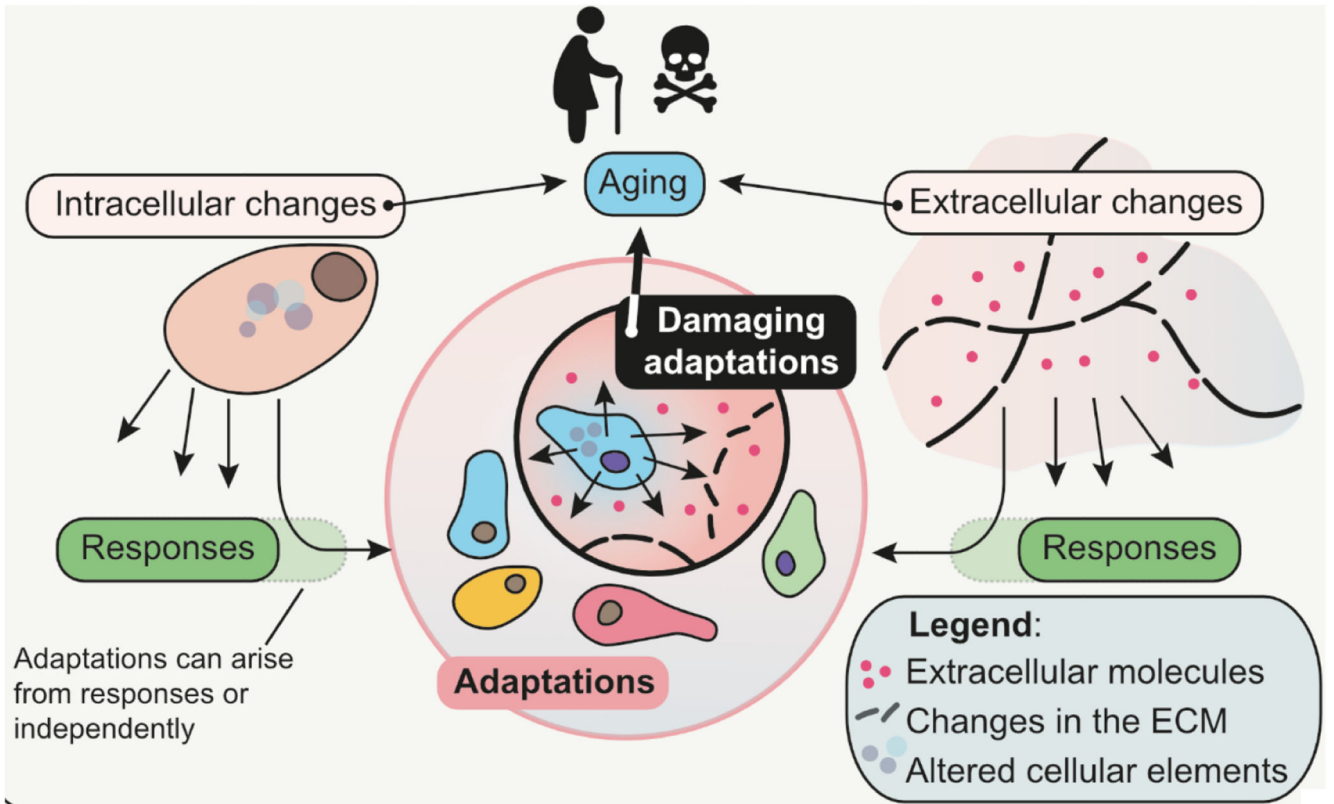 Aging
Intracellular changes
Extracellular changes
Damaging
adaptations
Responses
Responses
Adaptations can arise
from responses or
independently
Adaptations
Legend:
Extracellular molecules
Changes in the ECM
Altered cellular elements